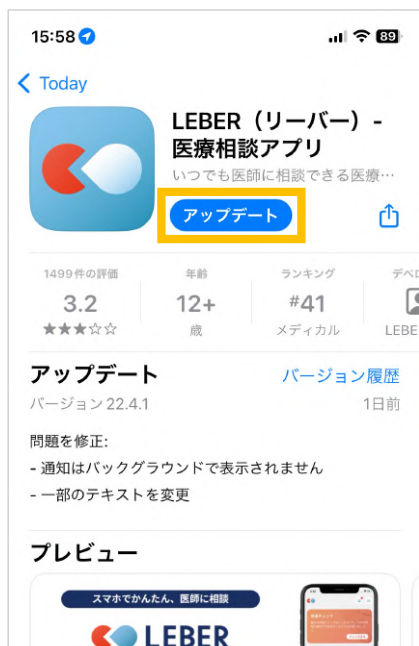 15:58
89
Today
LEBER（リーバー）-
医療相談アプリ
いつでも医師に相談できる医療…
アップデート
1499件の評価
年齢
ランキング
デベロ
3.2
12+
#41
★★★☆☆
歳
メディカル
LEBE
アップデート
バージョン履歴
バージョン 22.4.1
1日前
問題を修正:
- 通知はバックグラウンドで表示されません
- 一部のテキストを変更
プレビュー
スマホでかんたん、医師に相談
LEBER